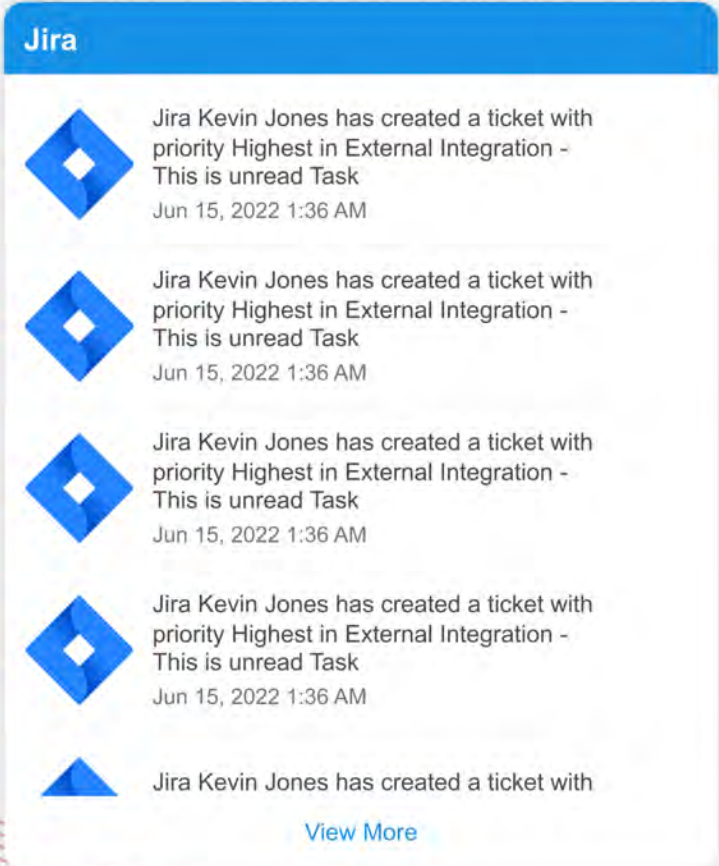 Jira
Jira Kevin Jones has created a ticket with
priority Highest in External Integration -
This is unread Task
Jun 15, 2022 1:36 AM
Jira Kevin Jones has created a ticket with
priority Highest in External Integration -
This is unread Task
Jun 15, 2022 1:36 AM
Jira Kevin Jones has created a ticket with
priority Highest in External Integration -
This is unread Task
Jun 15, 2022 1:36 AM
Jira Kevin Jones has created a ticket with
priority Highest in External Integration -
This is unread Task
Jun 15, 2022 1:36 AM
Jira Kevin Jones has created a ticket with
View More